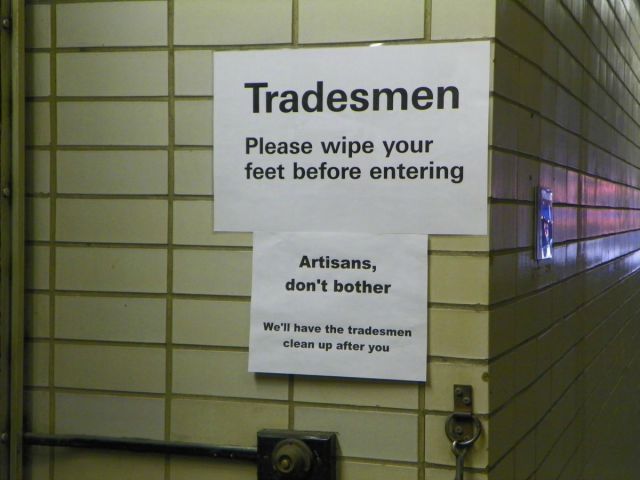 Tradesmen
Please wipe your
feet before entering
Artisans,
don't bother
We'll have the tradesmen
clean up after you